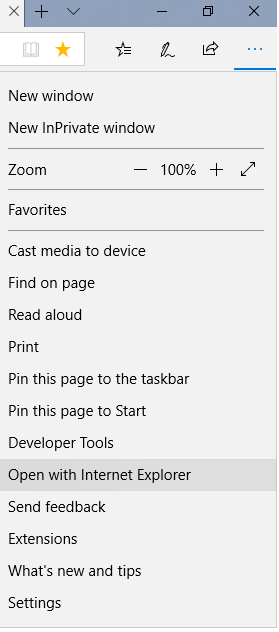 New window
New InPrivate window
Zoom 100%
Favorites
Cast media to device
Find on page
Read aloud
Print
Pin this page to the taskbar
Pin this page to Start
Developer Tools
Open with Internet Explorer
Send feedback
Extensions
What's new and tips
Settings